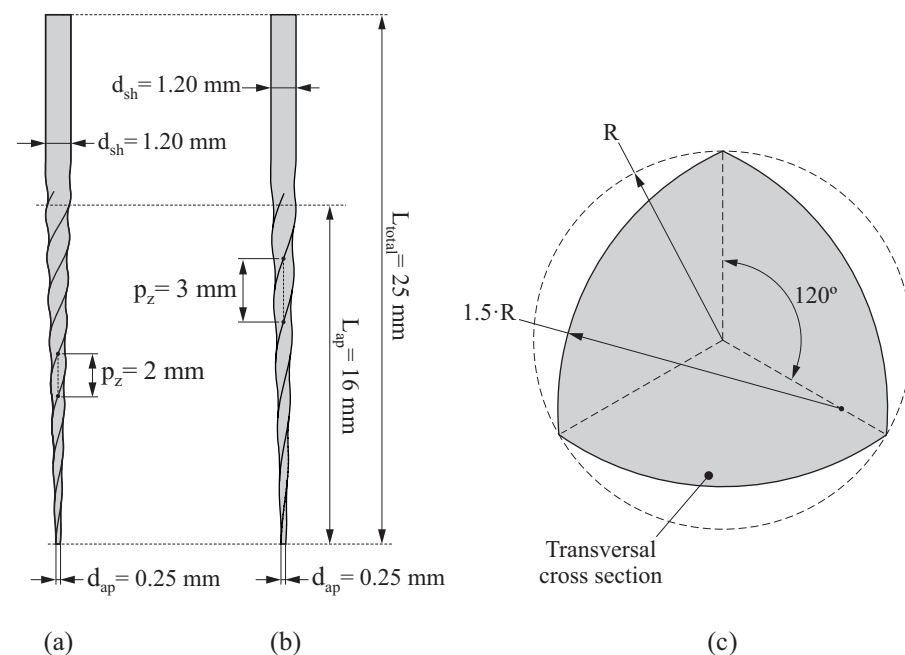 d_sh= 1.20 mm
d_sh= 1.20 mm
p_z= 3 mm
p_z= 2 mm
L_ap= 16 mm
L_total= 25 mm
d_ap= 0.25 mm
d_ap= 0.25 mm
(a)
(b)
R
1.5·R
120º
Transversal
cross section
(c)